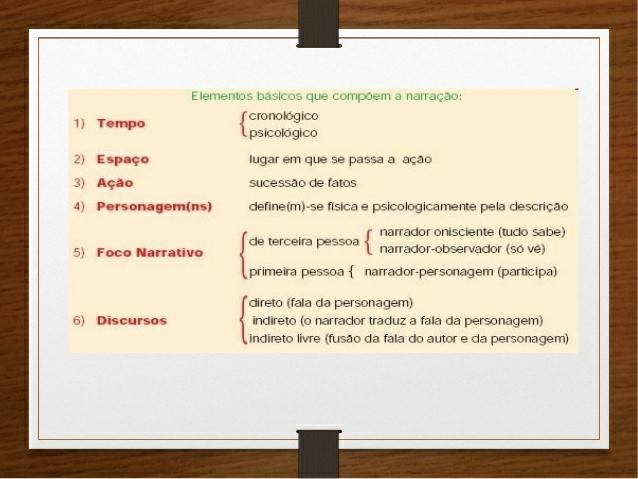 Elementos básicos que compõem a narração:
1) Tempo { cronológico
psicológico
2) Espaço lugar em que se passa a ação
3) Ação sucessão de fatos
4) Personagem(ns) define(m)-se física e psicologicamente pela descrição
5) Foco Narrativo { de terceira pessoa { narrador onisciente (tudo sabe)
narrador-observador (só vê)
primeira pessoa { narrador-personagem (participa)
6) Discursos { direto (fala da personagem)
indireto (o narrador traduz a fala da personagem)
indireto livre (fusão da fala do autor e da personagem)